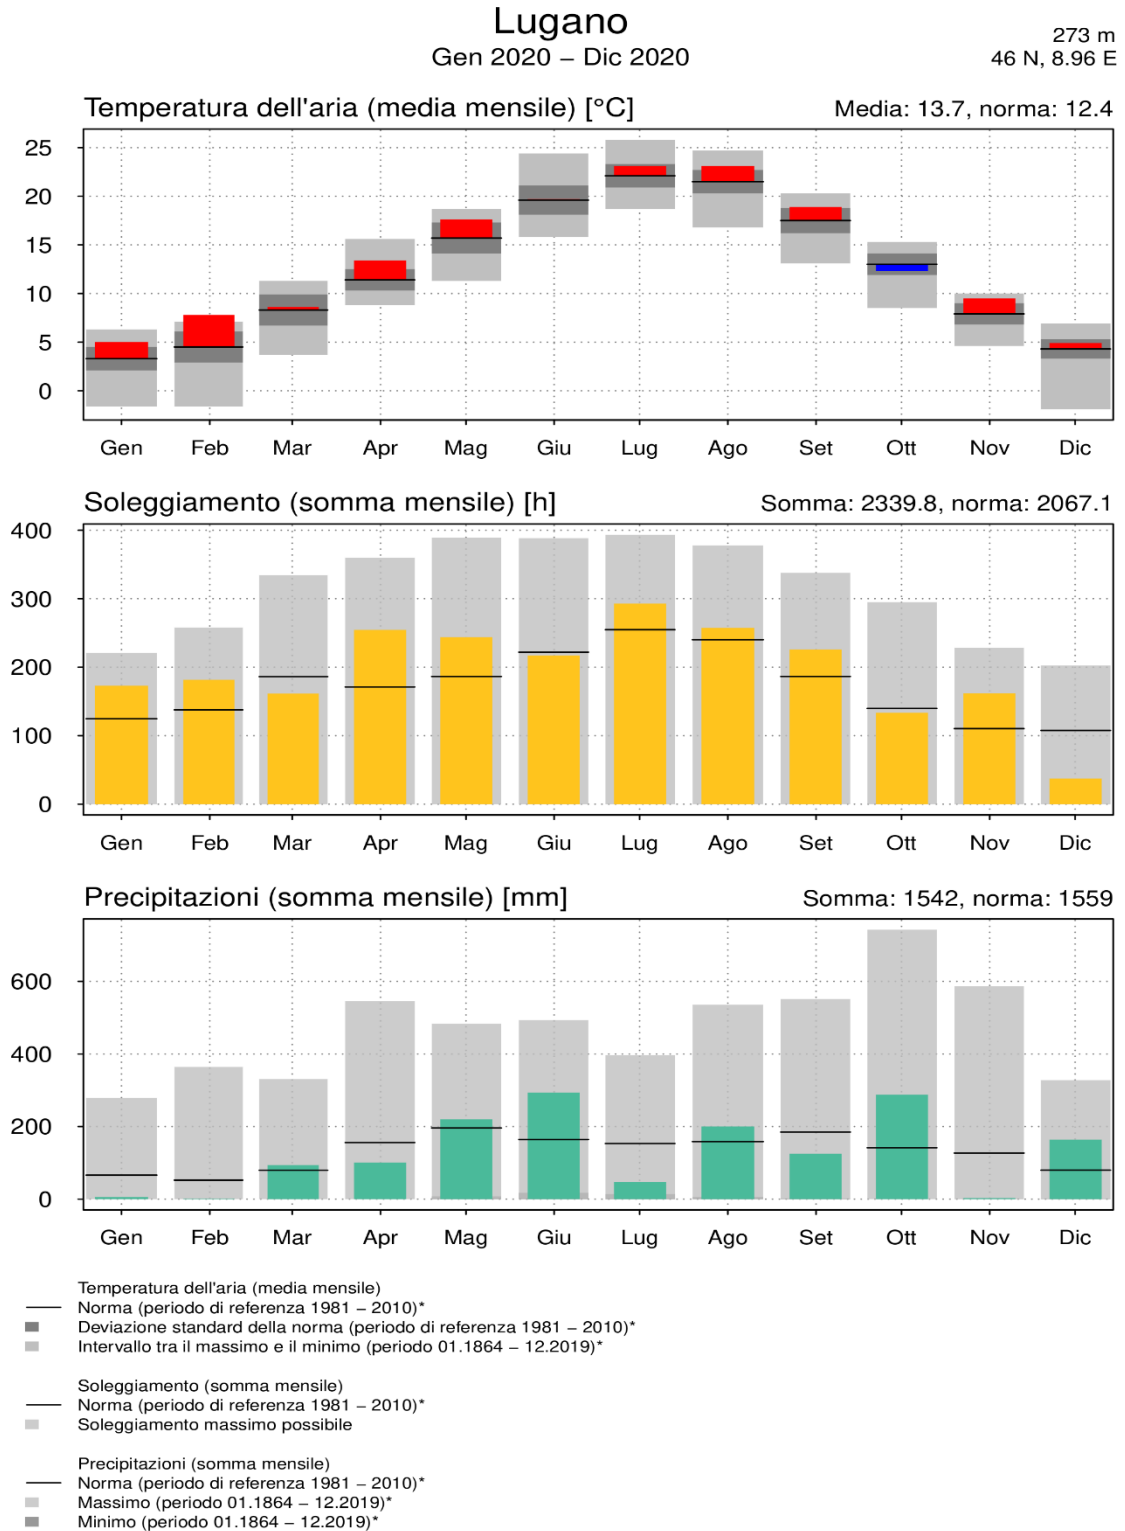 Lugano
Gen 2020 – Dic 2020
273 m
46 N, 8.96 E
Temperatura dell'aria (media mensile) [°C]
Media: 13.7, norma: 12.4
25
20
15
10
5
0
Gen Feb Mar Apr Mag Giu Lug Ago Set Ott Nov Dic
Soleggiamento (somma mensile) [h]
Somma: 2339.8, norma: 2067.1
400
300
200
100
0
Gen Feb Mar Apr Mag Giu Lug Ago Set Ott Nov Dic
Precipitazioni (somma mensile) [mm]
Somma: 1542, norma: 1559
600
400
200
0
Gen Feb Mar Apr Mag Giu Lug Ago Set Ott Nov Dic
Temperatura dell'aria (media mensile)
Norma (periodo di referenza 1981 – 2010)*
Deviazione standard della norma (periodo di referenza 1981 – 2010)*
Intervallo tra il massimo e il minimo (periodo 01.1864 – 12.2019)*
Soleggiamento (somma mensile)
Norma (periodo di referenza 1981 – 2010)*
Soleggiamento massimo possibile
Precipitazioni (somma mensile)
Norma (periodo di referenza 1981 – 2010)*
Massimo (periodo 01.1864 – 12.2019)*
Minimo (periodo 01.1864 – 12.2019)*